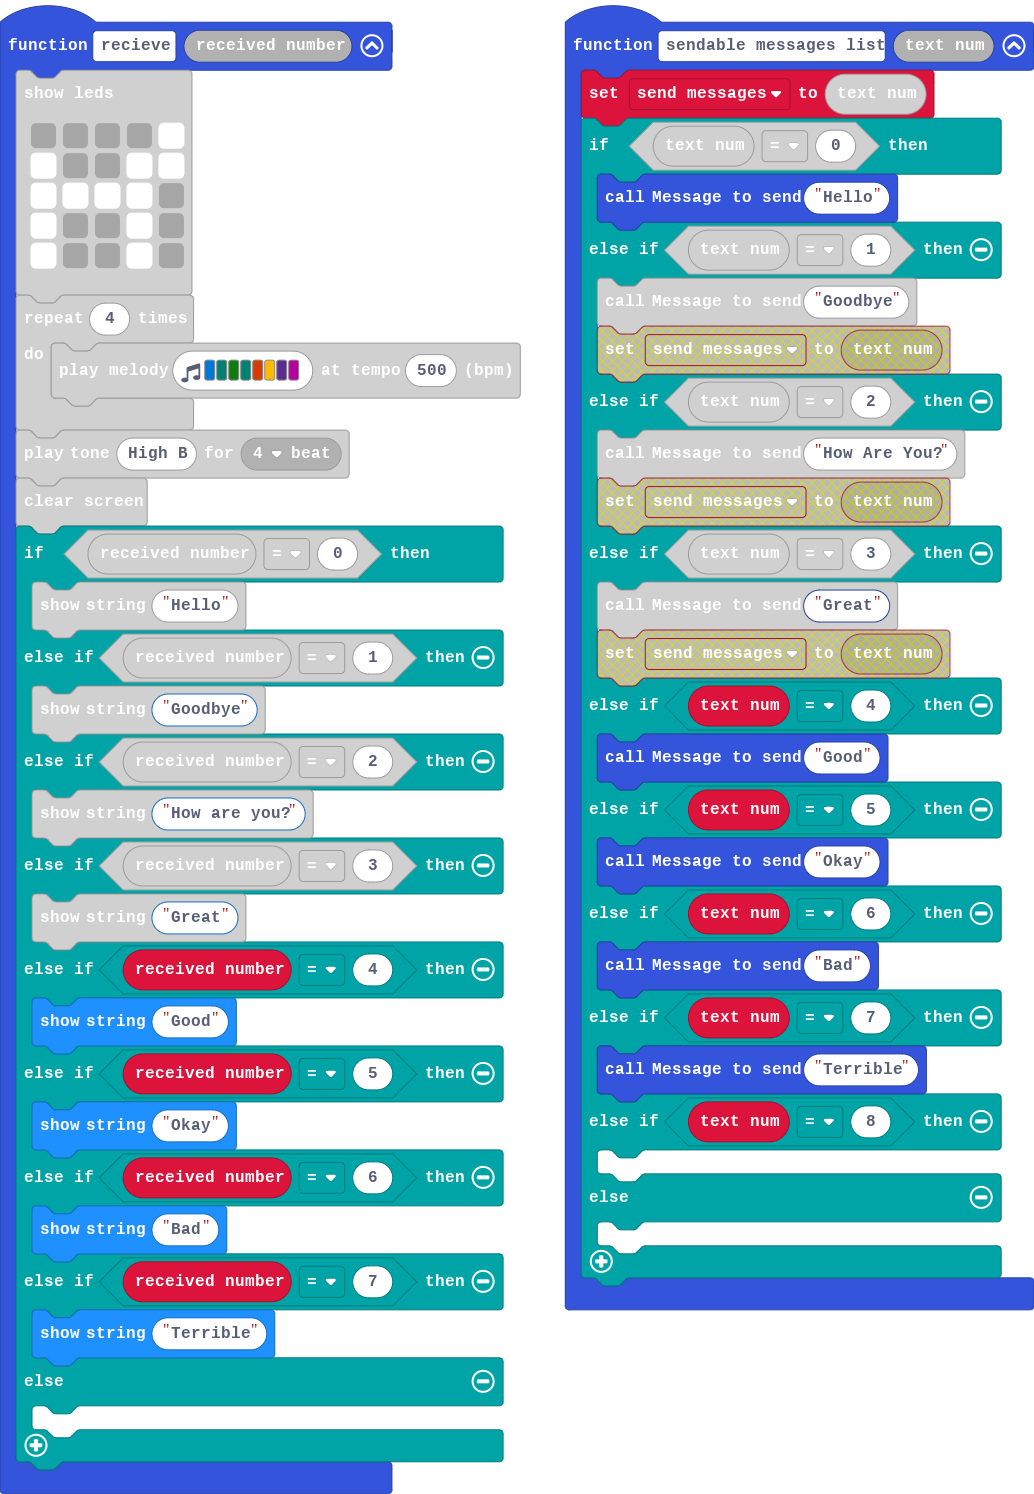 function recieve received number
show leds
repeat 4 times
do play melody at tempo 500 (bpm)
play tone High B for 4 beat
clear screen
if received number = 0 then
show string "Hello"
else if received number = 1 then
show string "Goodbye"
else if received number = 2 then
show string "How are you?"
else if received number = 3 then
show string "Great"
else if received number = 4 then
show string "Good"
else if received number = 5 then
show string "Okay"
else if received number = 6 then
show string "Bad"
else if received number = 7 then
show string "Terrible"
else
function sendable messages list text num
set send messages to text num
if text num = 0 then
call Message to send "Hello"
else if text num = 1 then
call Message to send "Goodbye"
set send messages to text num
else if text num = 2 then
call Message to send "How Are You?"
set send messages to text num
else if text num = 3 then
call Message to send "Great"
set send messages to text num
else if text num = 4 then
call Message to send "Good"
else if text num = 5 then
call Message to send "Okay"
else if text num = 6 then
call Message to send "Bad"
else if text num = 7 then
call Message to send "Terrible"
else if text num = 8 then
else